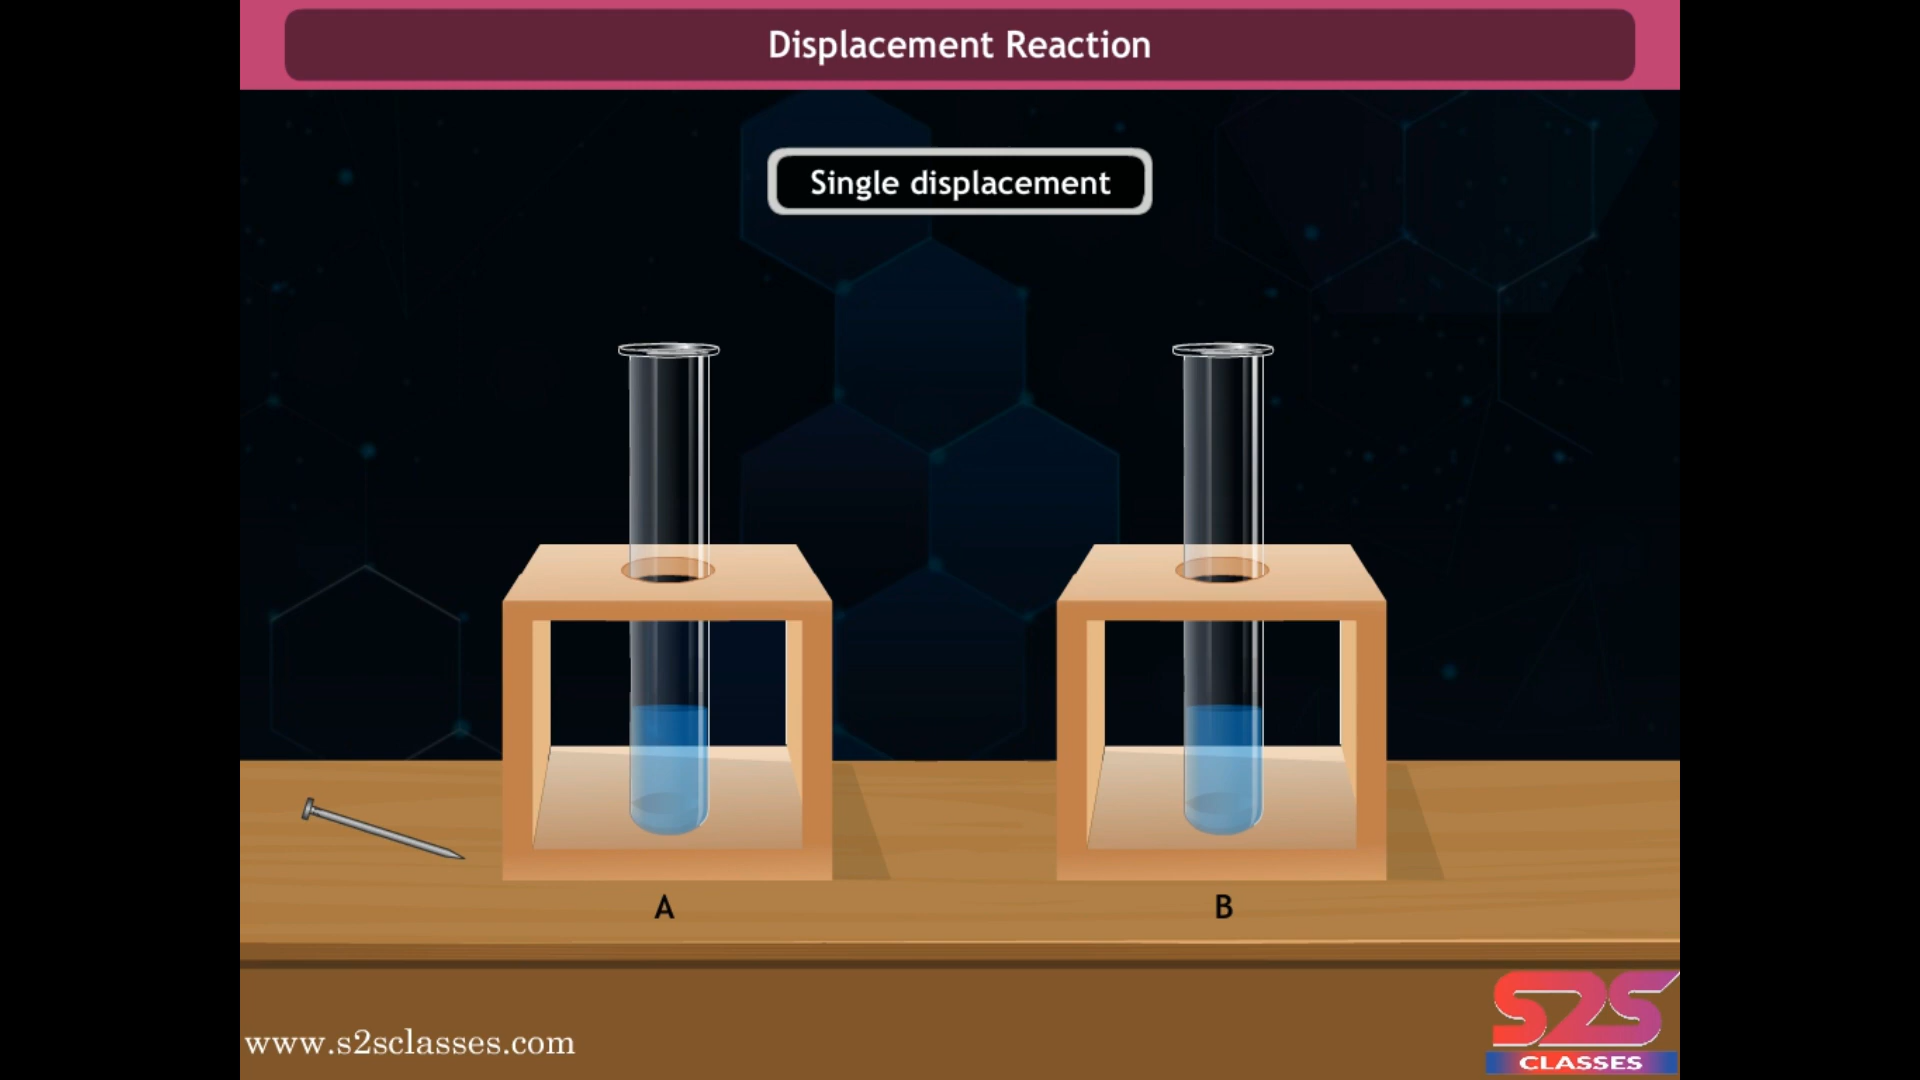 Displacement Reaction
Single displacement
A
B
www.s2sclasses.com
S2S
CLASSES